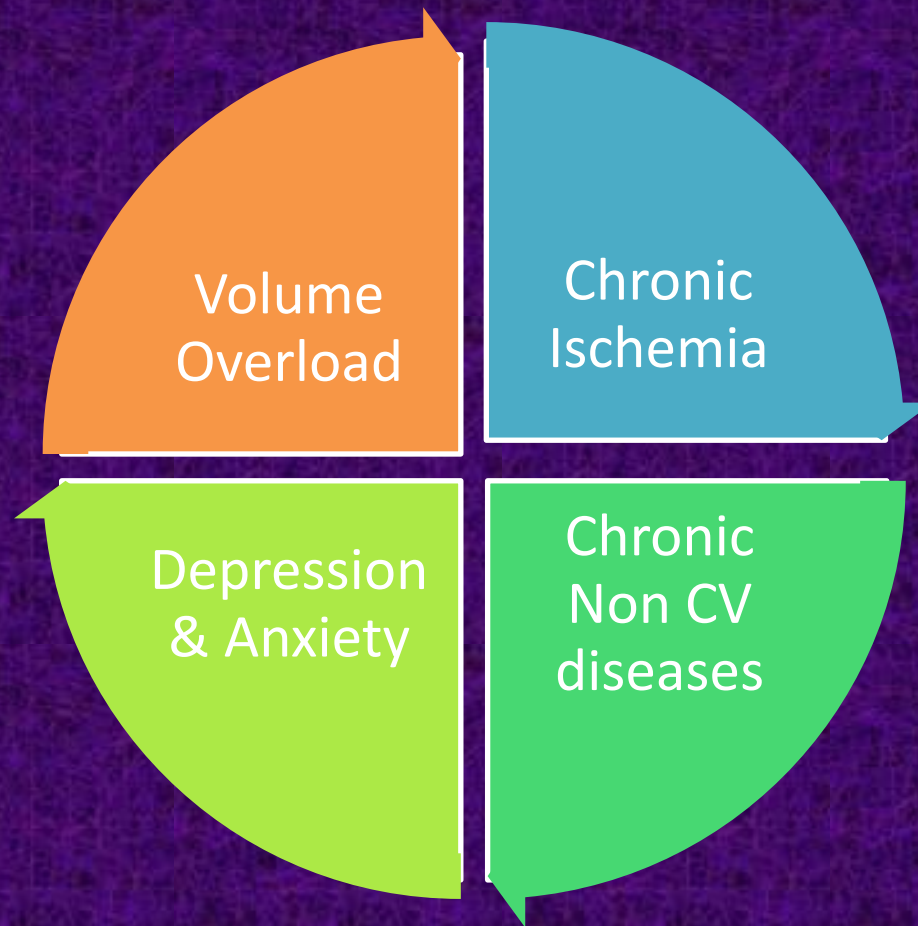 Volume
Overload
Chronic
Ischemia
Depression
& Anxiety
Chronic
Non CV
diseases